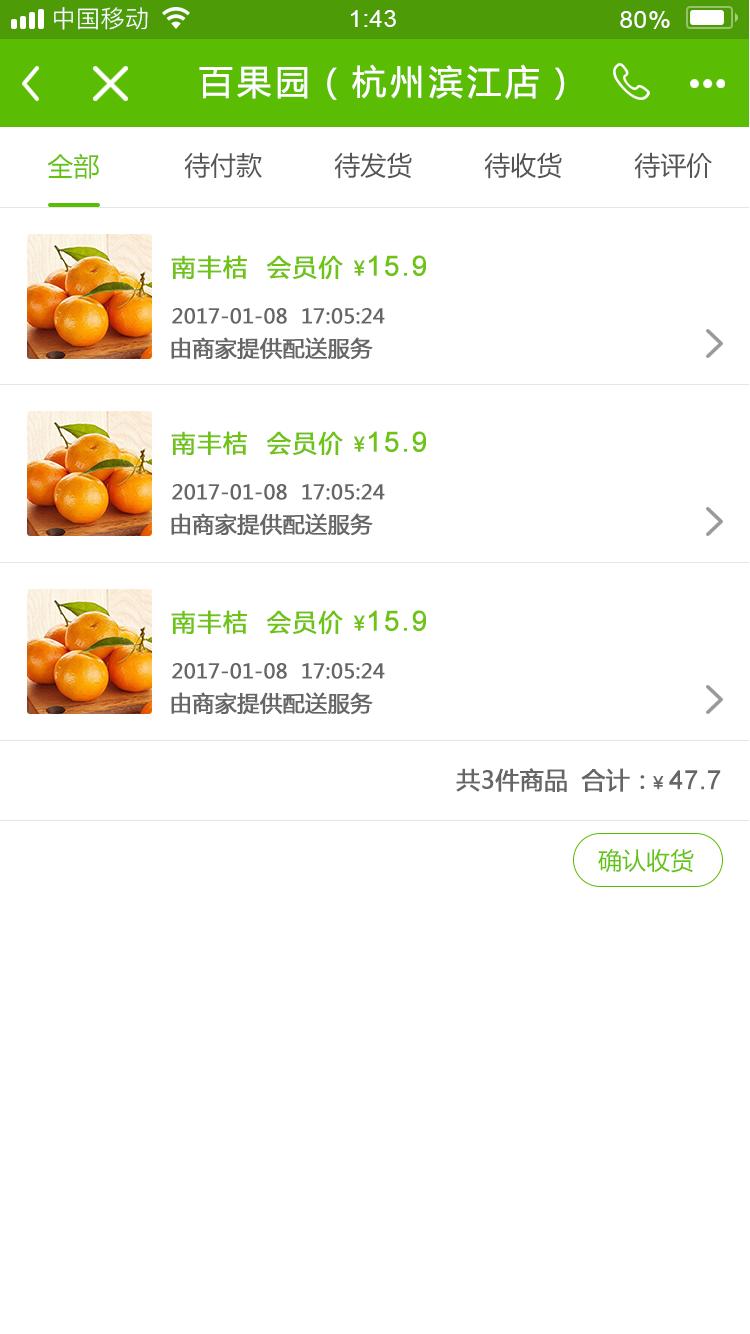 中国移动 1:43 80%
百果园（杭州滨江店）
全部 待付款 待发货 待收货 待评价
南丰桔 会员价 ¥15.9
2017-01-08 17:05:24
由商家提供配送服务
南丰桔 会员价 ¥15.9
2017-01-08 17:05:24
由商家提供配送服务
南丰桔 会员价 ¥15.9
2017-01-08 17:05:24
由商家提供配送服务
共3件商品 合计：¥47.7
确认收货